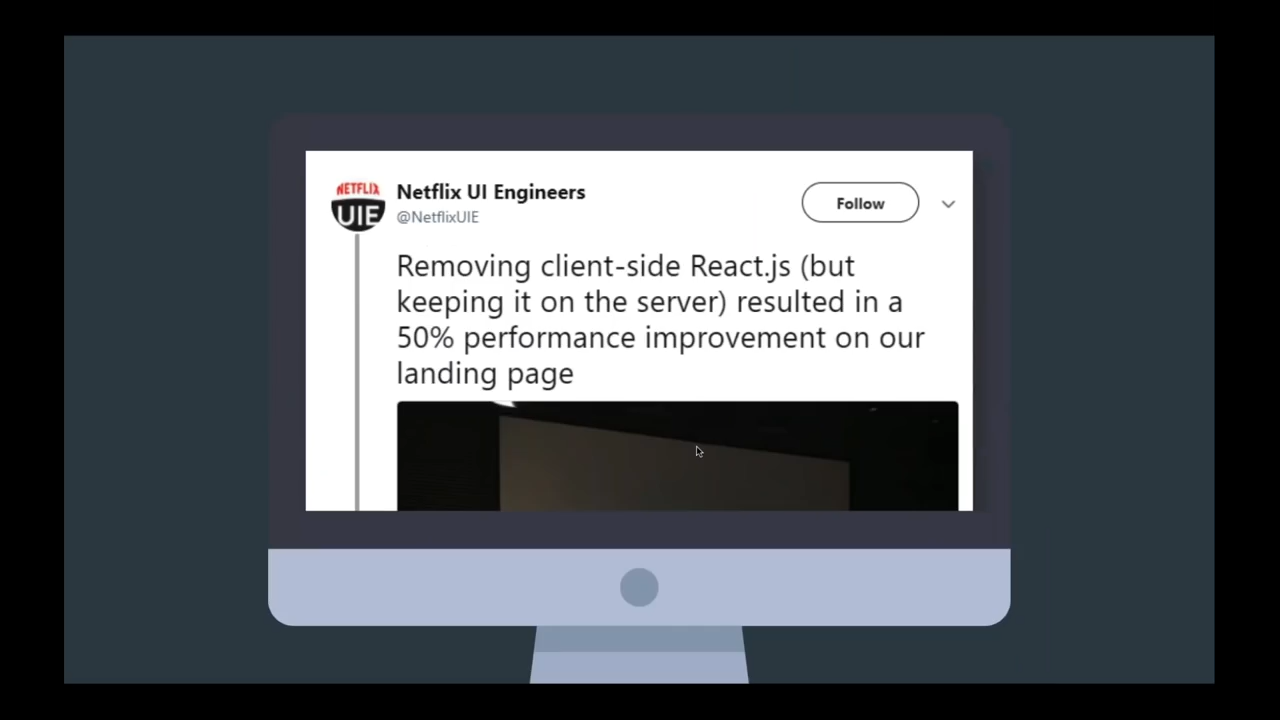 NETFLIX
UIE
Netflix UI Engineers
@NetflixUIE
Follow
Removing client-side React.js (but
keeping it on the server) resulted in a
50% performance improvement on our
landing page